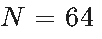 N = 64